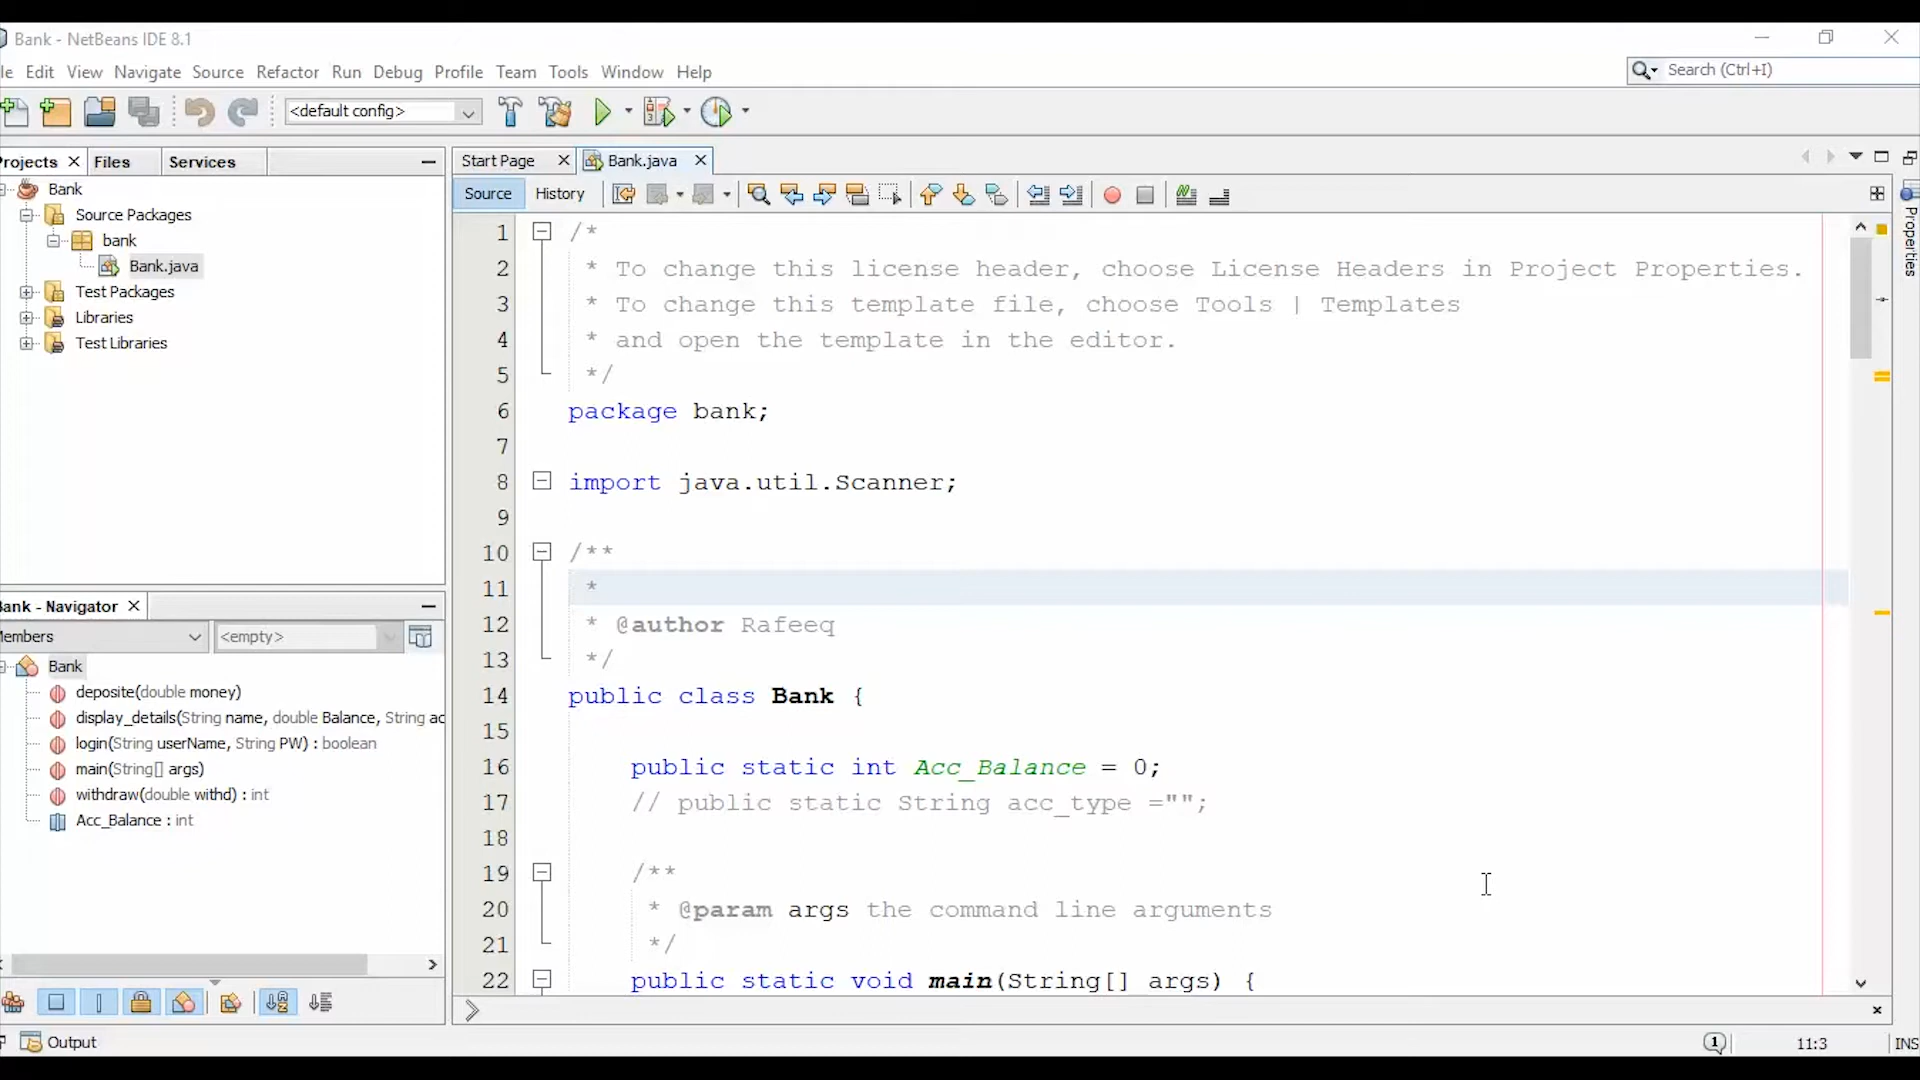 Bank - NetBeans IDE 8.1
le Edit View Navigate Source Refactor Run Debug Profile Team Tools Window Help
Search (Ctrl+I)
<default config>
Projects Files Services
Start Page Bank.java
Source History
Bank
Source Packages
bank
Bank.java
Test Packages
Libraries
Test Libraries
Properties
1 /*
2 * To change this license header, choose License Headers in Project Properties.
3 * To change this template file, choose Tools | Templates
4 * and open the template in the editor.
5 */
6 package bank;
7
8 import java.util.Scanner;
9
10 /**
11 *
12 * @author Rafeeq
13 */
14 public class Bank {
15
16 public static int Acc_Balance = 0;
17 // public static String acc_type ="";
18
19 /**
20 * @param args the command line arguments
21 */
22 public static void main(String[] args) {
Bank - Navigator
Members <empty>
Bank
deposite(double money)
display_details(String name, double Balance, String ac
login(String userName, String PW) : boolean
main(String[] args)
withdraw(double withd) : int
Acc_Balance : int
Output
1 11:3 INS